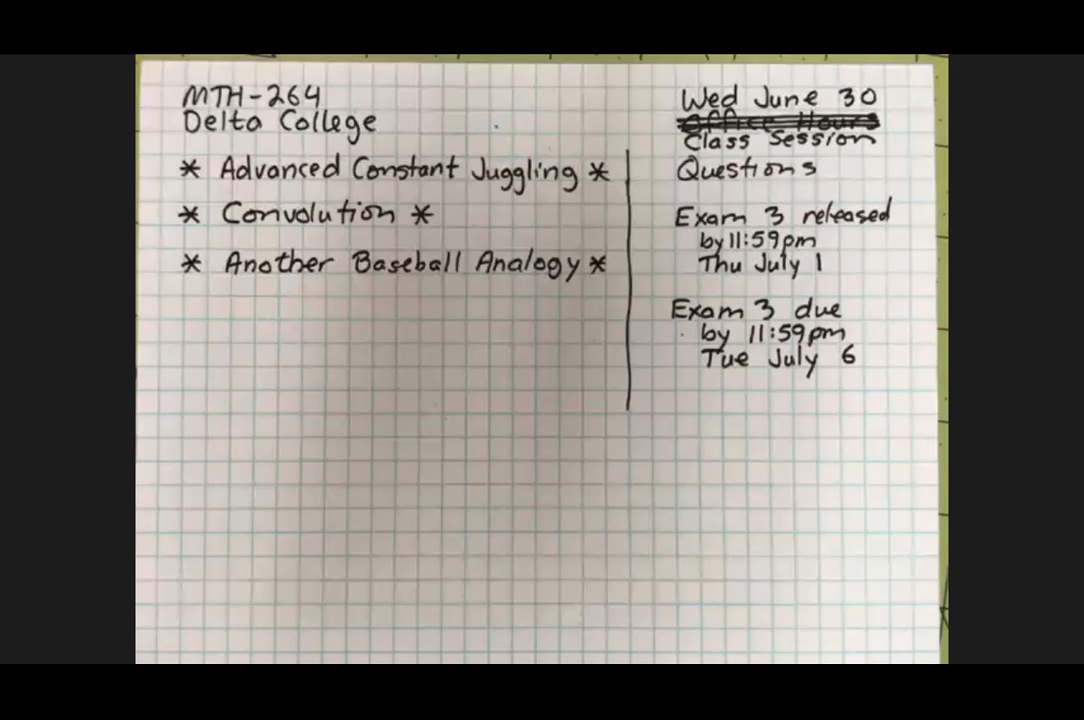 MTH-264
Delta College
* Advanced Constant Juggling *
* Convolution *
* Another Baseball Analogy *
Wed June 30
Office Hours
Class Session
Questions
Exam 3 released
by 11:59pm
Thu July 1
Exam 3 due
by 11:59pm
Tue July 6